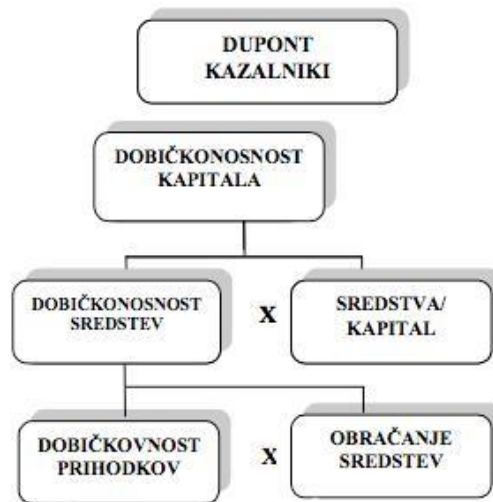 DUPONT
KAZALNIKI
DOBIČKONOSNOST
KAPITALA
DOBIČKONOSNOST
SREDSTEV
X
SREDSTVA/
KAPITAL
DOBIČKOVNOST
PRIHODKOV
X
OBRAČANJE
SREDSTEV